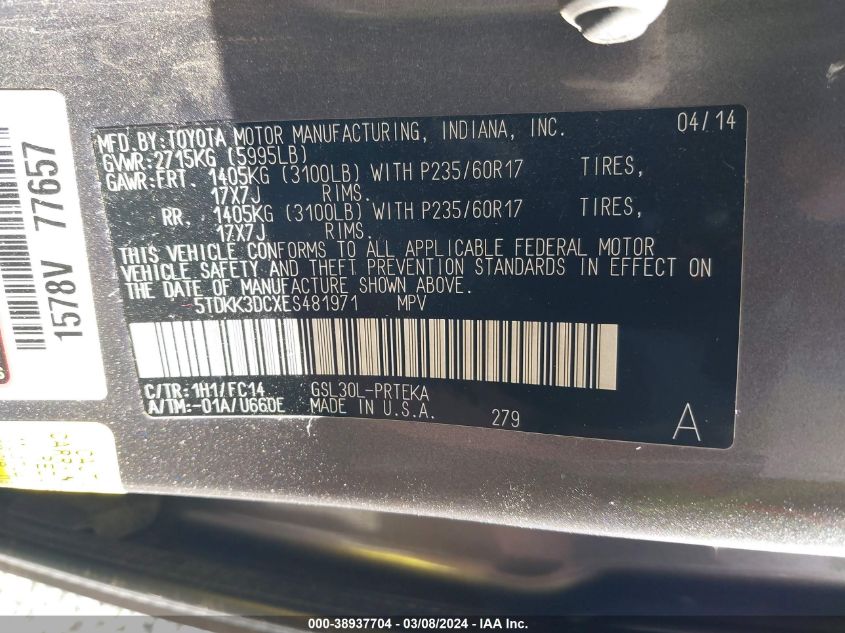 MFD.BY:TOYOTA MOTOR MANUFACTURING, INDIANA, INC. 04/14
GVWR:2715KG (5995LB)
GAWR:FRT. 1405KG (3100LB) WITH P235/60R17 TIRES,
17X7J RIMS.
RR. 1405KG (3100LB) WITH P235/60R17 TIRES,
17X7J RIMS.
THIS VEHICLE CONFORMS TO ALL APPLICABLE FEDERAL MOTOR
VEHICLE SAFETY AND THEFT PREVENTION STANDARDS IN EFFECT ON
THE DATE OF MANUFACTURE SHOWN ABOVE.
5TDKK3DCXES481971 MPV
C/TR:1H1/FC14 GSL30L-PRTEKA
A/TM:-01A/U660E MADE IN U.S.A.
279
A
1578V 77657
000-38937704 - 03/08/2024 - IAA Inc.